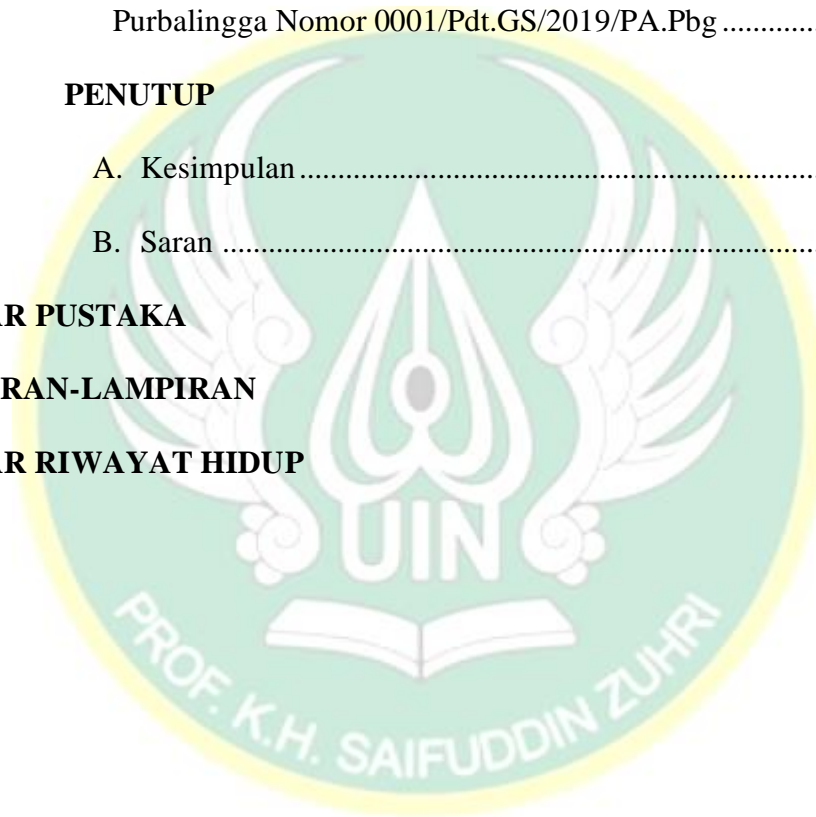 Purbalingga Nomor 0001/Pdt.GS/2019/PA.Pbg ............
PENUTUP
A. Kesimpulan ....................................................................
B. Saran ..............................................................................
AR PUSTAKA
RAN-LAMPIRAN
AR RIWAYAT HIDUP
UIN
PROF. K.H. SAIFUDDIN ZUHRI